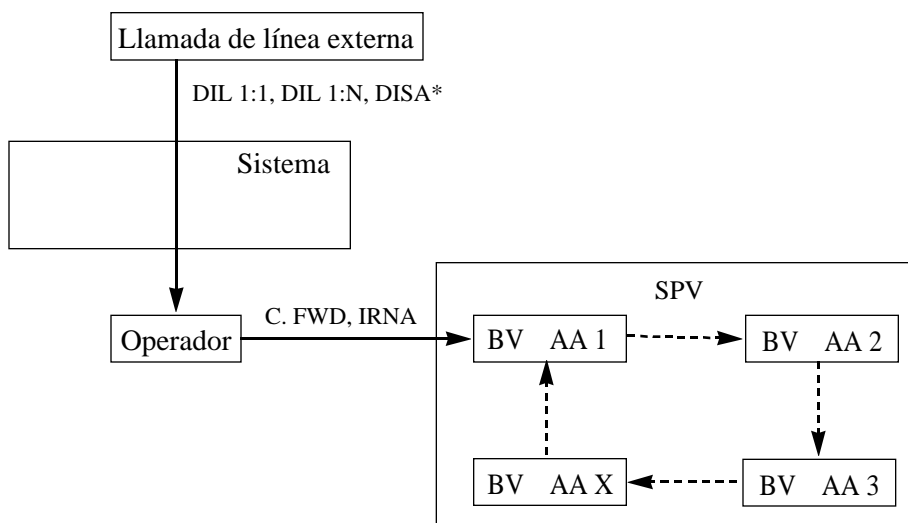 Llamada de línea externa
DIL 1:1, DIL 1:N, DISA*
Sistema
SPV
C. FWD, IRNA
Operador
BV AA 1
BV AA 2
BV AA X
BV AA 3